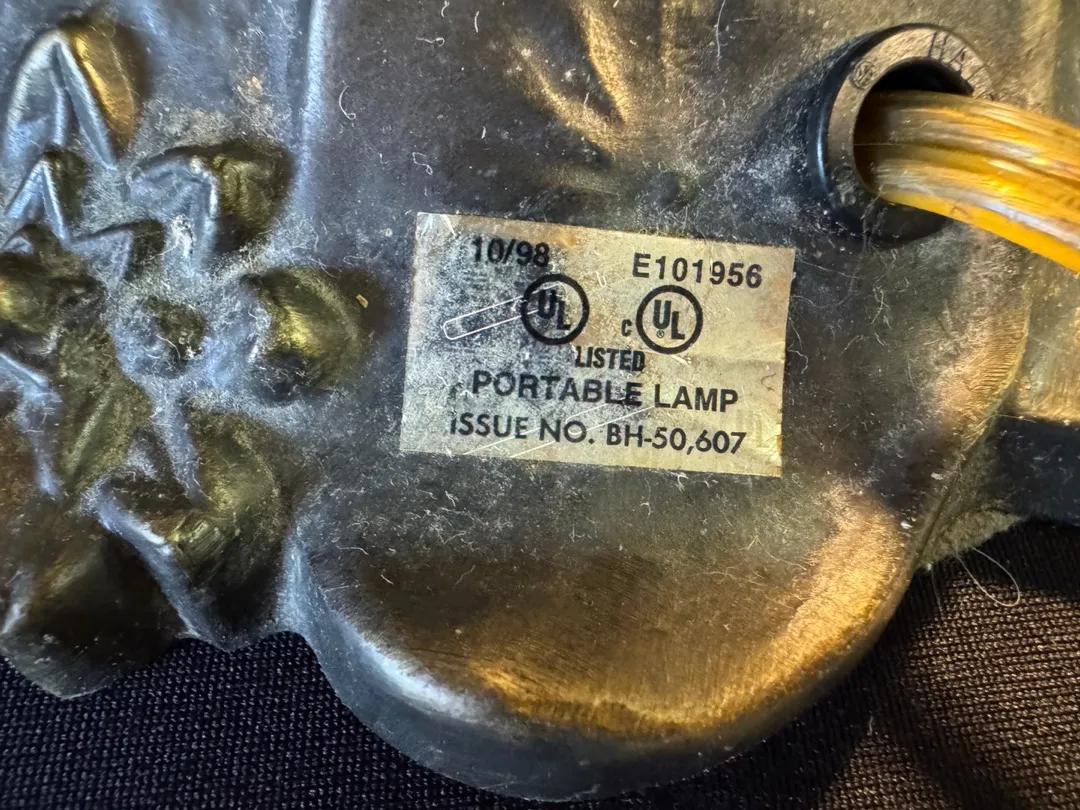 10/98 E101956
UL c UL
LISTED
PORTABLE LAMP
ISSUE NO. BH-50,607